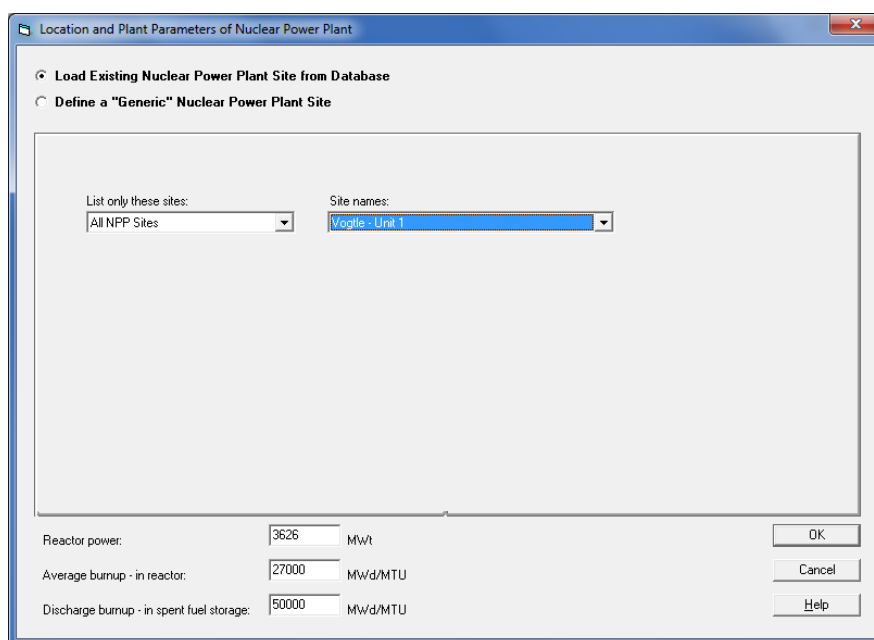 Location and Plant Parameters of Nuclear Power Plant
Load Existing Nuclear Power Plant Site from Database
Define a "Generic" Nuclear Power Plant Site
List only these sites: Site names:
All NPP Sites Vogtle - Unit 1
Reactor power: 3626 MWt OK
Average burnup - in reactor: 27000 MWd/MTU Cancel
Discharge burnup - in spent fuel storage: 50000 MWd/MTU Help